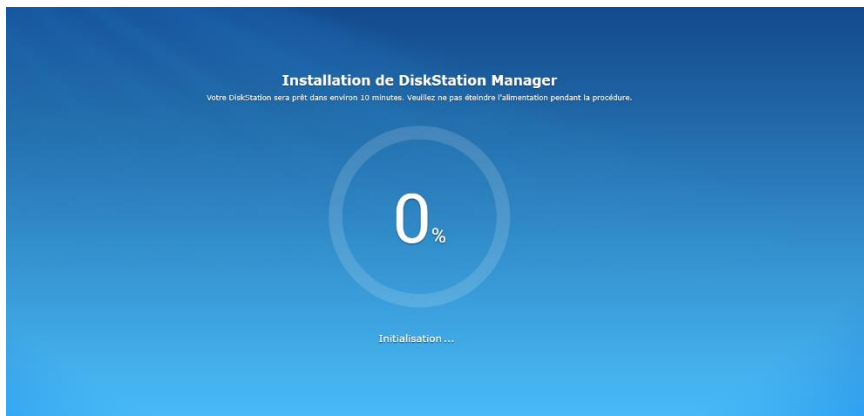 Installation de DiskStation Manager
Votre DiskStation sera prêt dans environ 10 minutes. Veuillez ne pas éteindre l'alimentation pendant la procédure.
0%
Initialisation ...